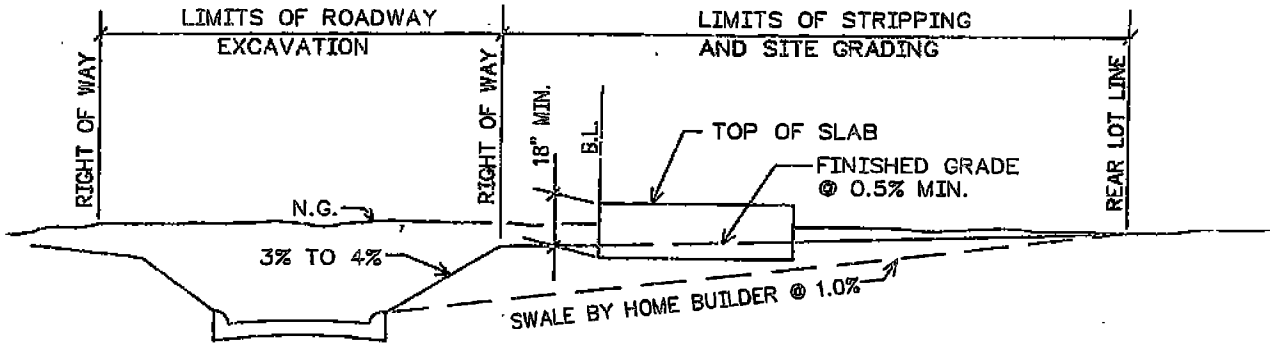 LIMITS OF ROADWAY
EXCAVATION
LIMITS OF STRIPPING
AND SITE GRADING
RIGHT OF WAY
RIGHT OF WAY
18" MIN.
B.L.
REAR LOT LINE
TOP OF SLAB
FINISHED GRADE
@ 0.5% MIN.
N.G.
3% TO 4%
SWALE BY HOME BUILDER @ 1.0%